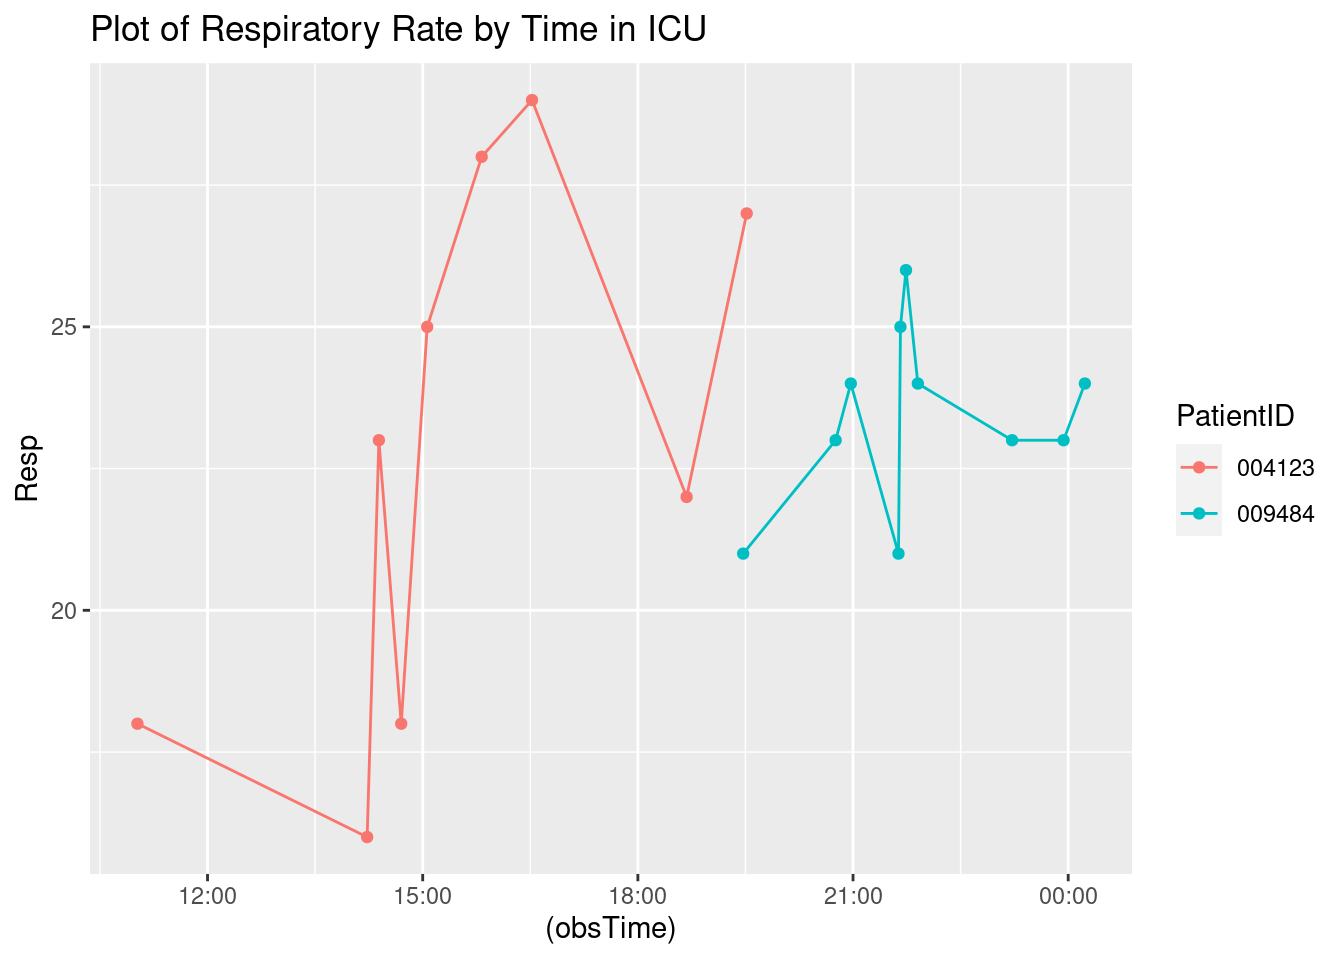 Plot of Respiratory Rate by Time in ICU
25
20
Resp
12:00 15:00 18:00 21:00 00:00
(obsTime)
PatientID
004123
009484